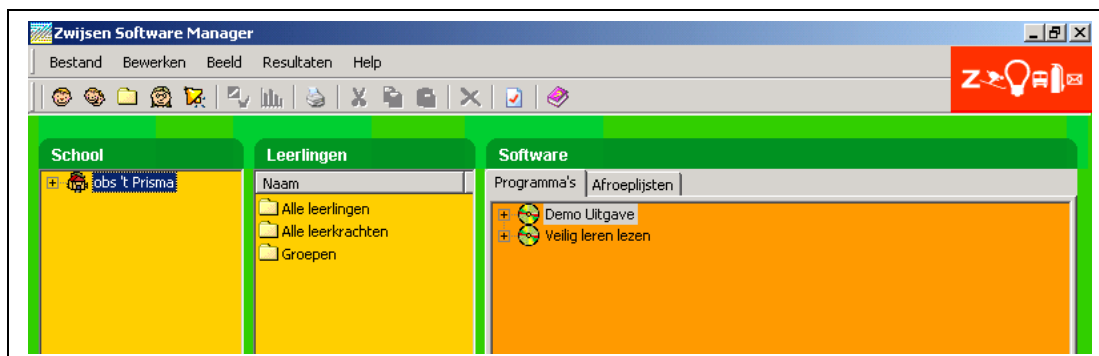 Zwijsen Software Manager
Bestand Bewerken Beeld Resultaten Help
Z
School
Leerlingen
Software
obs 't Prisma
Naam
Alle leerlingen
Alle leerkrachten
Groepen
Programma's Afroeplijsten
Demo Uitgave
Veilig leren lezen